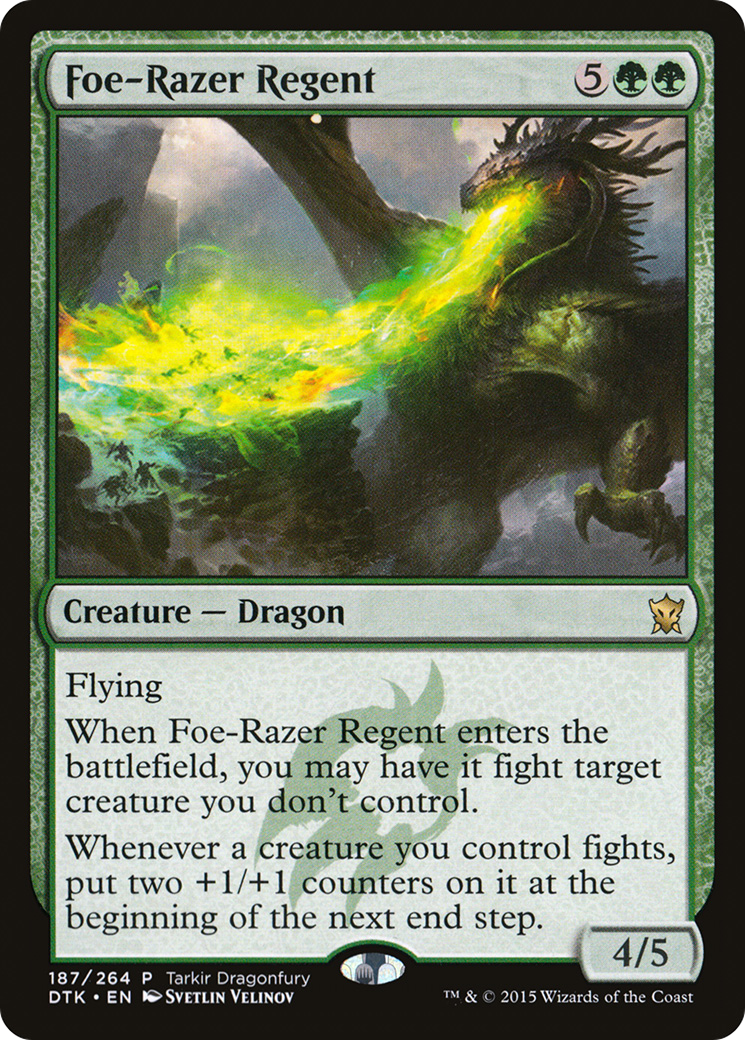 Foe-Razer Regent 5
Creature — Dragon
Flying
When Foe-Razer Regent enters the
battlefield, you may have it fight target
creature you don't control.
Whenever a creature you control fights,
put two +1/+1 counters on it at the
beginning of the next end step.
4/5
187/264 P Tarkir Dragonfury
DTK • EN Svetlin Velinov
™ & © 2015 Wizards of the Coast